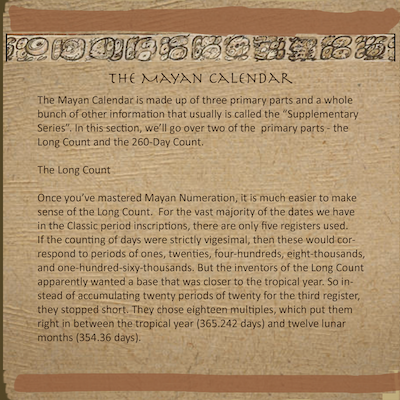 THE MAYAN CALENDAR
The Mayan Calendar is made up of three primary parts and a whole
bunch of other information that usually is called the “Supplementary
Series”. In this section, we’ll go over two of the primary parts - the
Long Count and the 260-Day Count.
The Long Count
Once you’ve mastered Mayan Numeration, it is much easier to make
sense of the Long Count. For the vast majority of the dates we have
in the Classic period inscriptions, there are only five registers used.
If the counting of days were strictly vigesimal, then these would cor-
respond to periods of ones, twenties, four-hundreds, eight-thousands,
and one-hundred-sixy-thousands. But the inventors of the Long Count
apparently wanted a base that was closer to the tropical year. So in-
stead of accumulating twenty periods of twenty for the third register,
they stopped short. They chose eighteen multiples, which put them
right in between the tropical year (365.242 days) and twelve lunar
months (354.36 days).